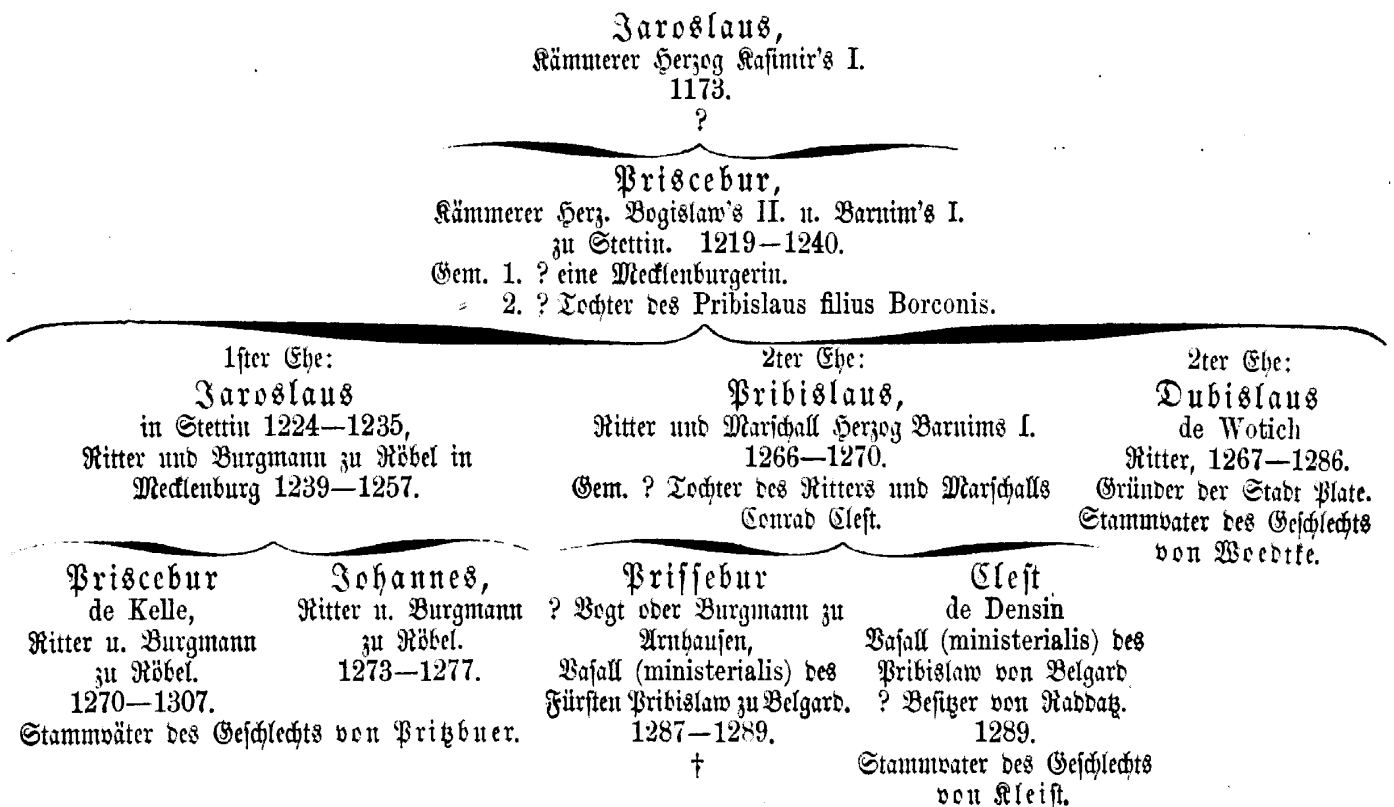 Jaroslaus,
Kämmerer Herzog Kasimir's I.
1173.
?
Priscebur,
Kämmerer Herz. Bogislaw's II. u. Barnim's I.
zu Stettin. 1219—1240.
Gem. 1. ? eine Mecklenburgerin.
„ 2. ? Tochter des Pribislaus filius Borconis.
1ster Ehe:
Jaroslaus
in Stettin 1224—1235,
Ritter und Burgmann zu Röbel in
Mecklenburg 1239—1257.
2ter Ehe:
Pribislaus,
Ritter und Marschall Herzog Barnims I.
1266—1270.
Gem. ? Tochter des Ritters und Marschalls
Conrad Clest.
2ter Ehe:
Dubislaus
de Wotich
Ritter, 1267—1286.
Gründer der Stadt Plate.
Stammvater des Geschlechts
von Woedtke.
Priscebur
de Kelle,
Ritter u. Burgmann
zu Röbel.
1270—1307.
Johannes,
Ritter u. Burgmann
zu Röbel.
1273—1277.
Stammväter des Geschlechts von Pritzbuer.
Prissebur
? Vogt oder Burgmann zu
Arnhausen,
Vasall (ministerialis) des
Fürsten Pribislaw zu Belgard.
1287—1289.
†
Clest
de Densin
Vasall (ministerialis) des
Pribislaw von Belgard
? Besitzer von Raddatz.
1289.
Stammvater des Geschlechts
von Kleist.